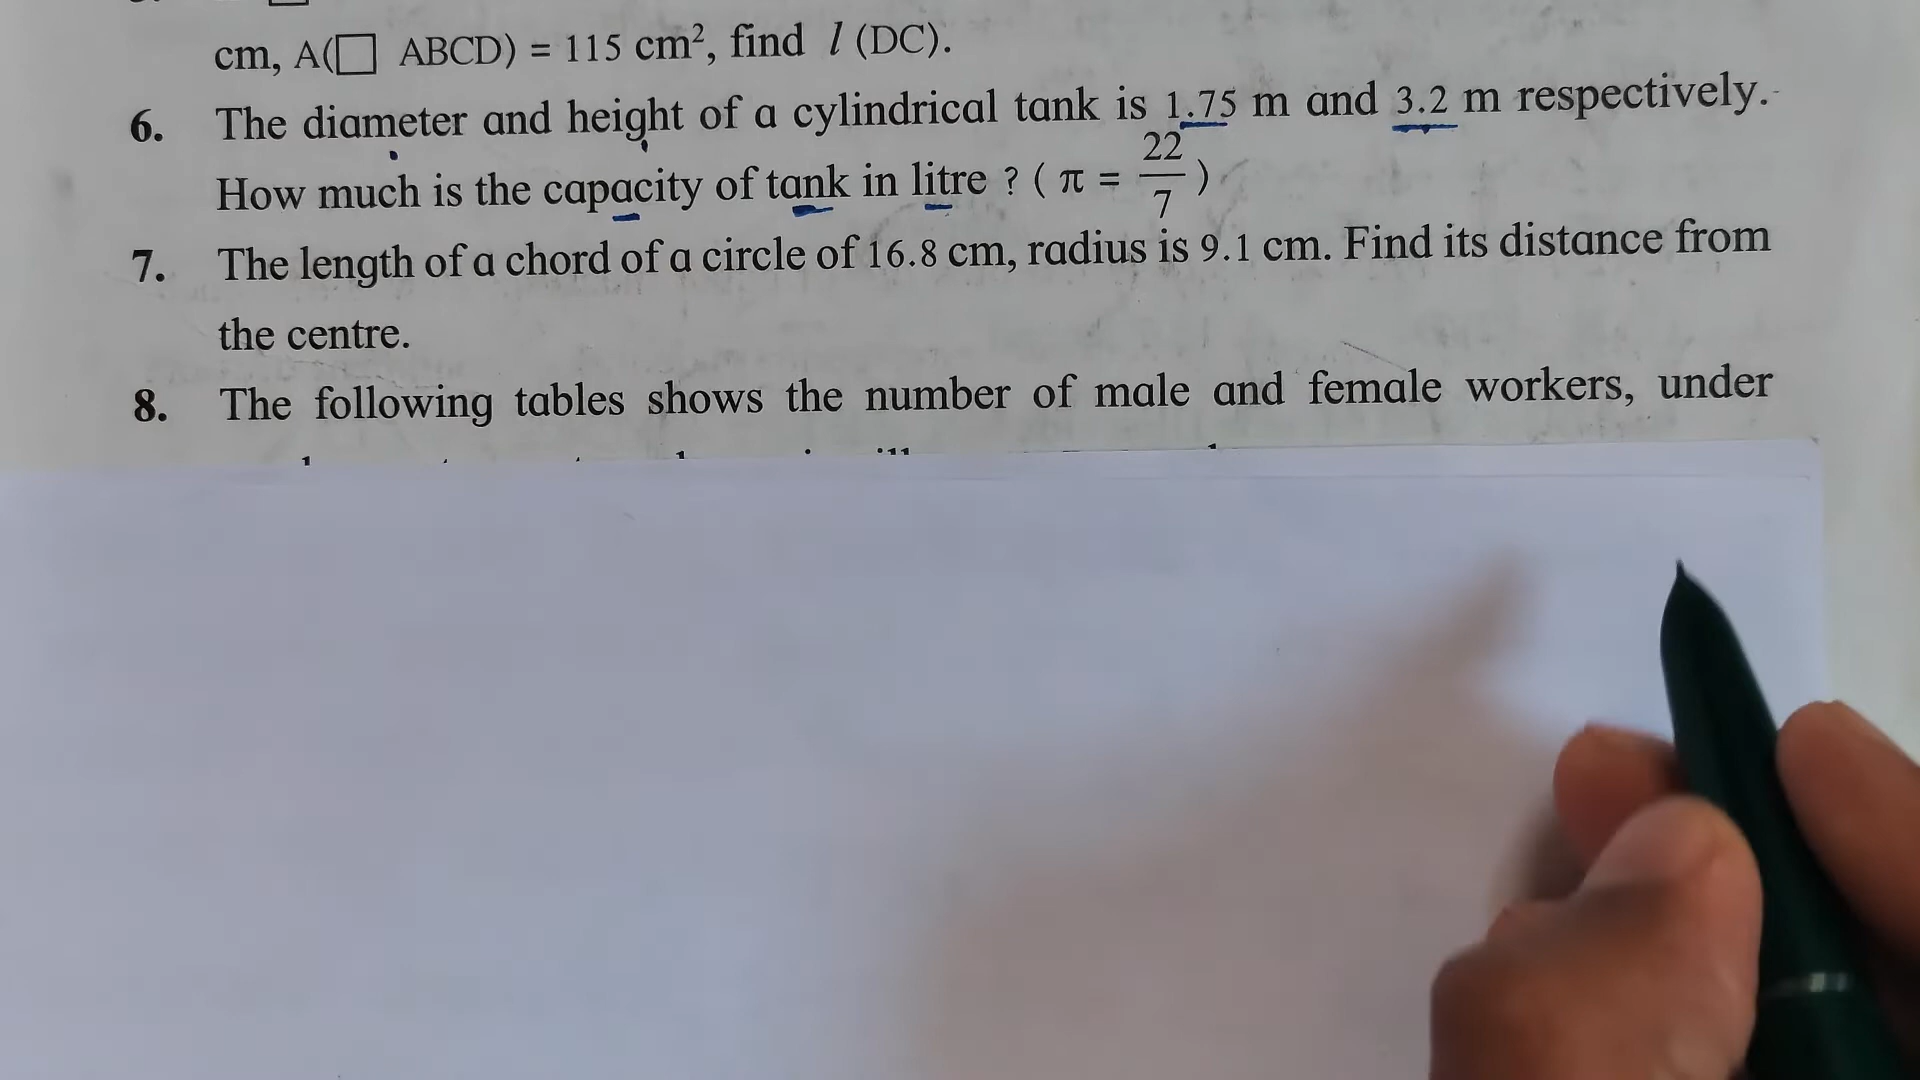 cm, A(□ ABCD) = 115 cm², find l (DC).
6. The diameter and height of a cylindrical tank is 1.75 m and 3.2 m respectively.
How much is the capacity of tank in litre ? ( π = 22/7 )
7. The length of a chord of a circle of 16.8 cm, radius is 9.1 cm. Find its distance from
the centre.
8. The following tables shows the number of male and female workers, under